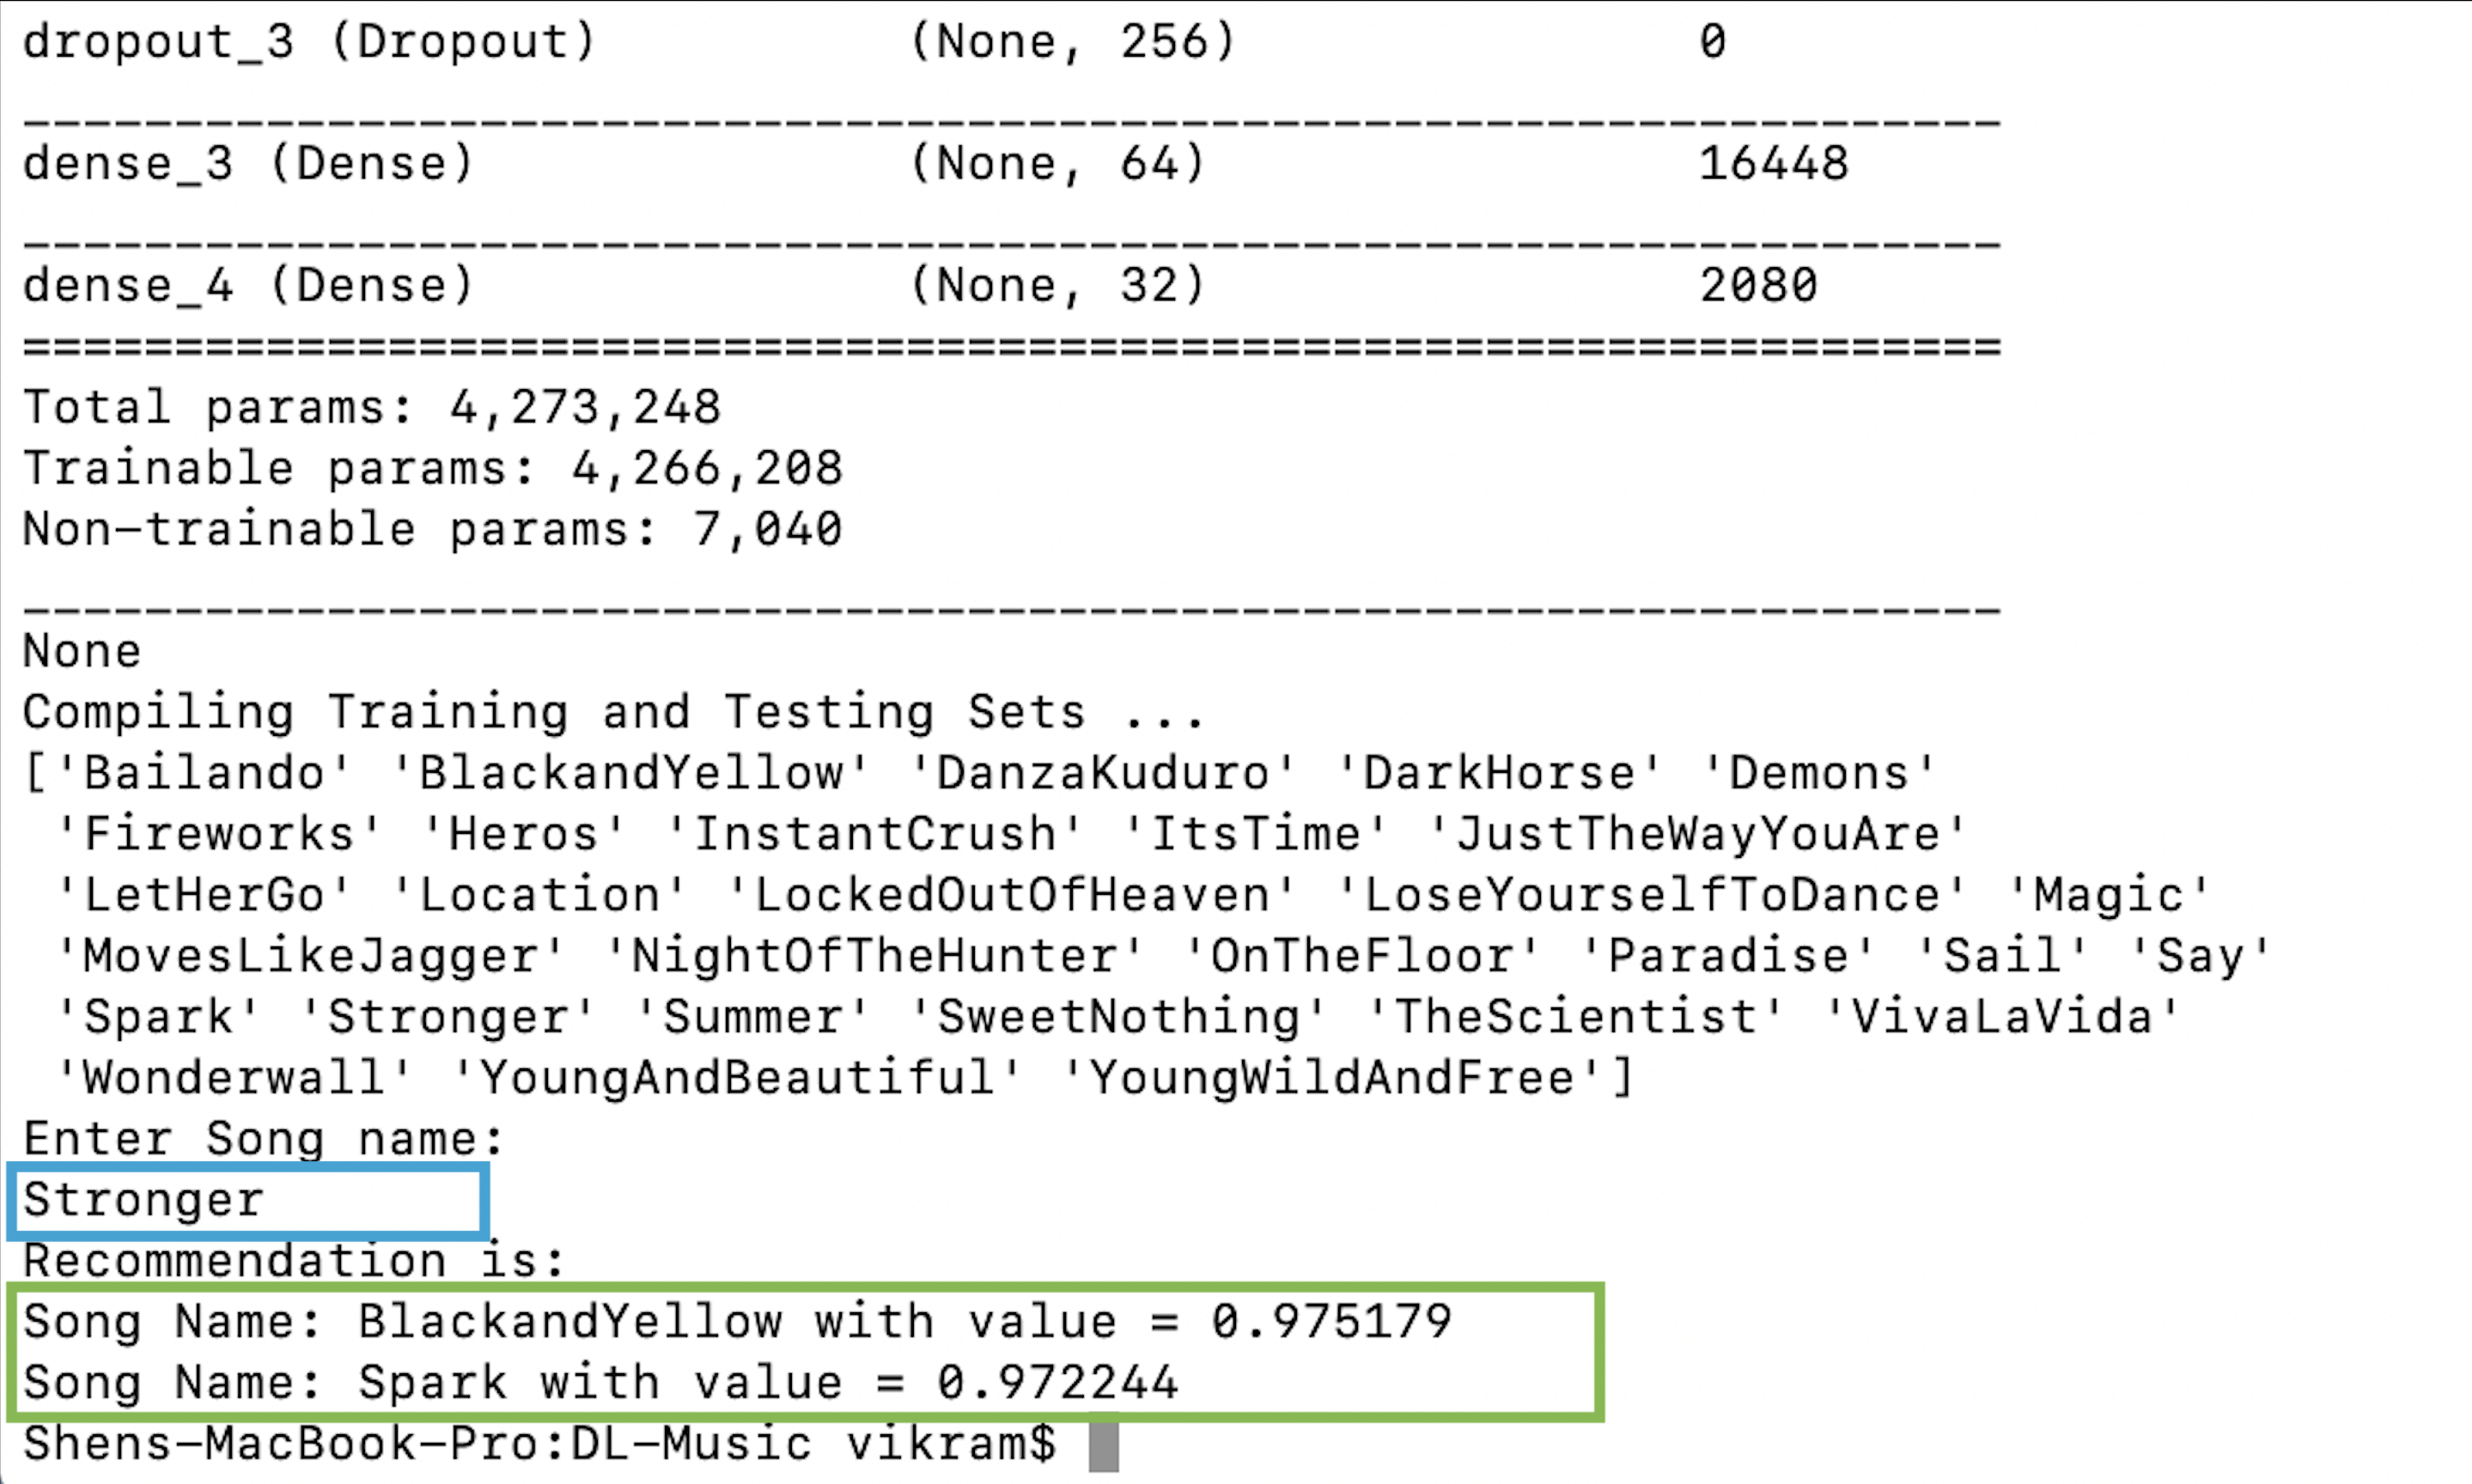 dropout_3 (Dropout) (None, 256) 0
_________________________________________________________________
dense_3 (Dense) (None, 64) 16448
_________________________________________________________________
dense_4 (Dense) (None, 32) 2080
=================================================================
Total params: 4,273,248
Trainable params: 4,266,208
Non-trainable params: 7,040
_________________________________________________________________
None
Compiling Training and Testing Sets ...
['Bailando' 'BlackandYellow' 'DanzaKuduro' 'DarkHorse' 'Demons'
'Fireworks' 'Heros' 'InstantCrush' 'ItsTime' 'JustTheWayYouAre'
'LetHerGo' 'Location' 'LockedOutOfHeaven' 'LoseYourselfToDance' 'Magic'
'MovesLikeJagger' 'NightOfTheHunter' 'OnTheFloor' 'Paradise' 'Sail' 'Say'
'Spark' 'Stronger' 'Summer' 'SweetNothing' 'TheScientist' 'VivaLaVida'
'Wonderwall' 'YoungAndBeautiful' 'YoungWildAndFree']
Enter Song name:
Stronger
Recommendation is:
Song Name: BlackandYellow with value = 0.975179
Song Name: Spark with value = 0.972244
Shens-MacBook-Pro:DL-Music vikram$